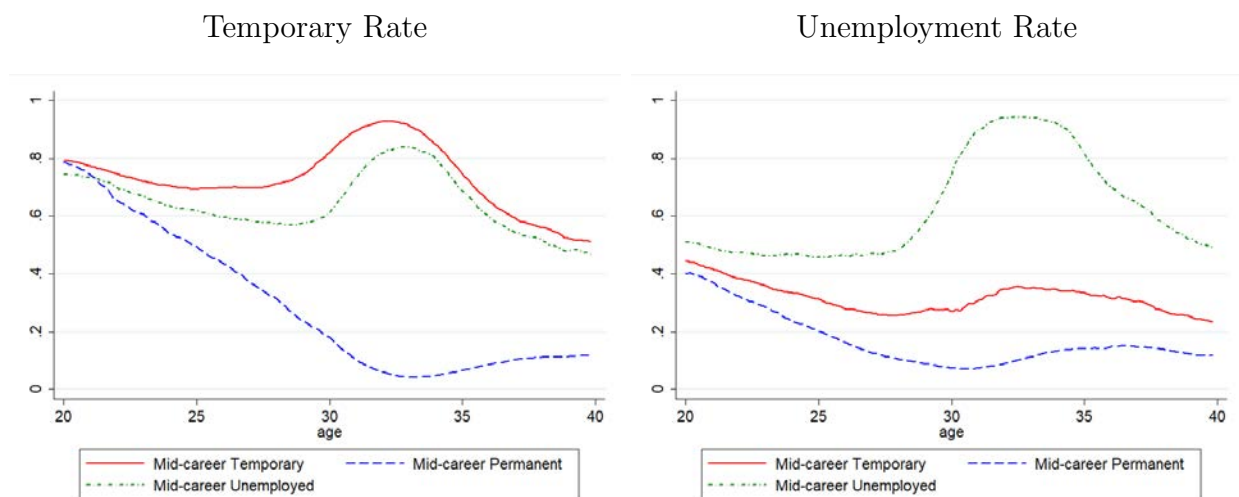 Temporary Rate
1
.8
.6
.4
.2
0
20 25 30 35 40
age
Mid-career Temporary Mid-career Permanent
Mid-career Unemployed
Unemployment Rate
1
.8
.6
.4
.2
0
20 25 30 35 40
age
Mid-career Temporary Mid-career Permanent
Mid-career Unemployed